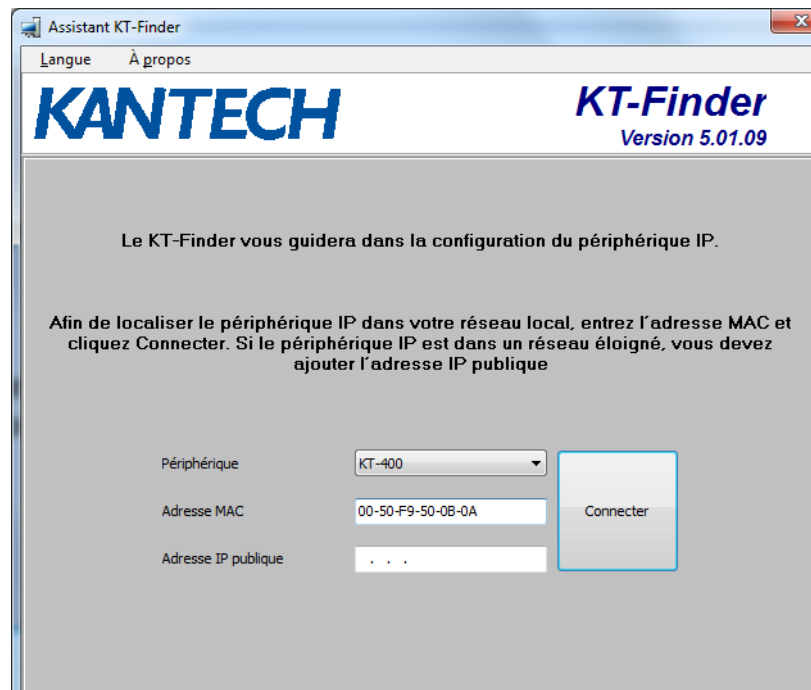 Assistant KT-Finder
Langue À propos
KANTECH
KT-Finder
Version 5.01.09
Le KT-Finder vous guidera dans la configuration du périphérique IP.
Afin de localiser le périphérique IP dans votre réseau local, entrez l'adresse MAC et
cliquez Connecter. Si le périphérique IP est dans un réseau éloigné, vous devez
ajouter l'adresse IP publique
Périphérique KT-400
Adresse MAC 00-50-F9-50-0B-0A
Connecter
Adresse IP publique . . .